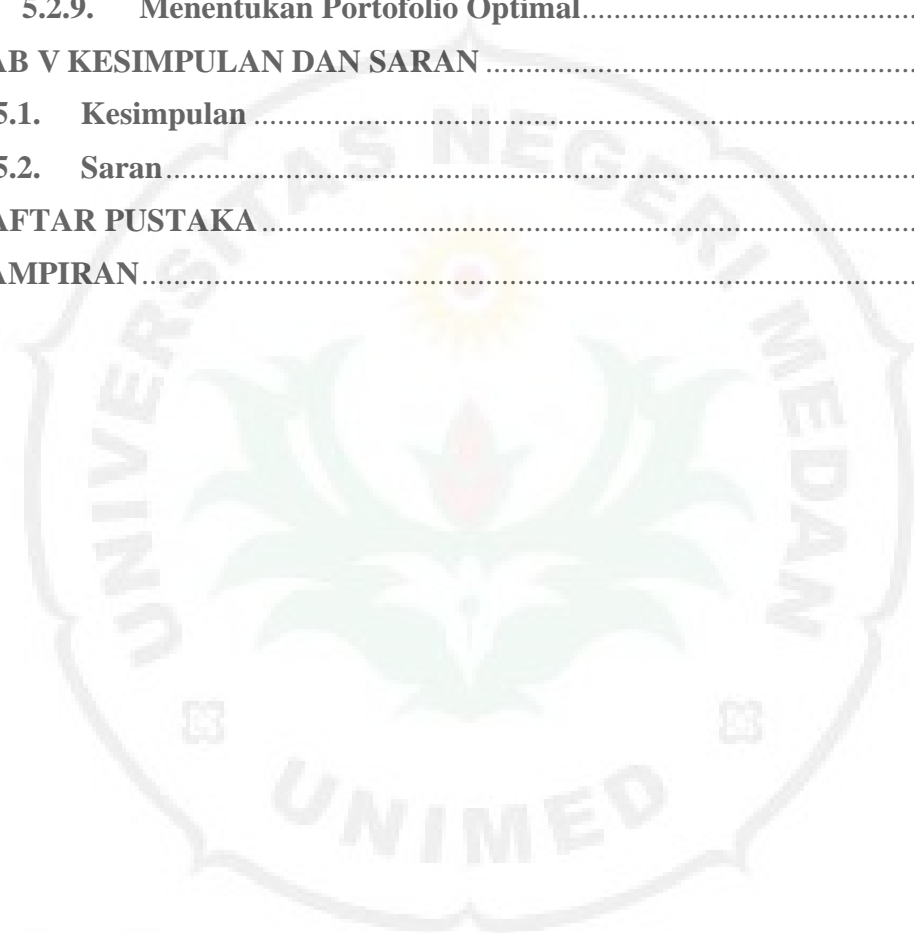 5.2.9. Menentukan Portofolio Optimal
AB V KESIMPULAN DAN SARAN
5.1. Kesimpulan
5.2. Saran
AFTAR PUSTAKA
AMPIRAN
UNIVERSITAS NEGERI MEDAN
UNIMED